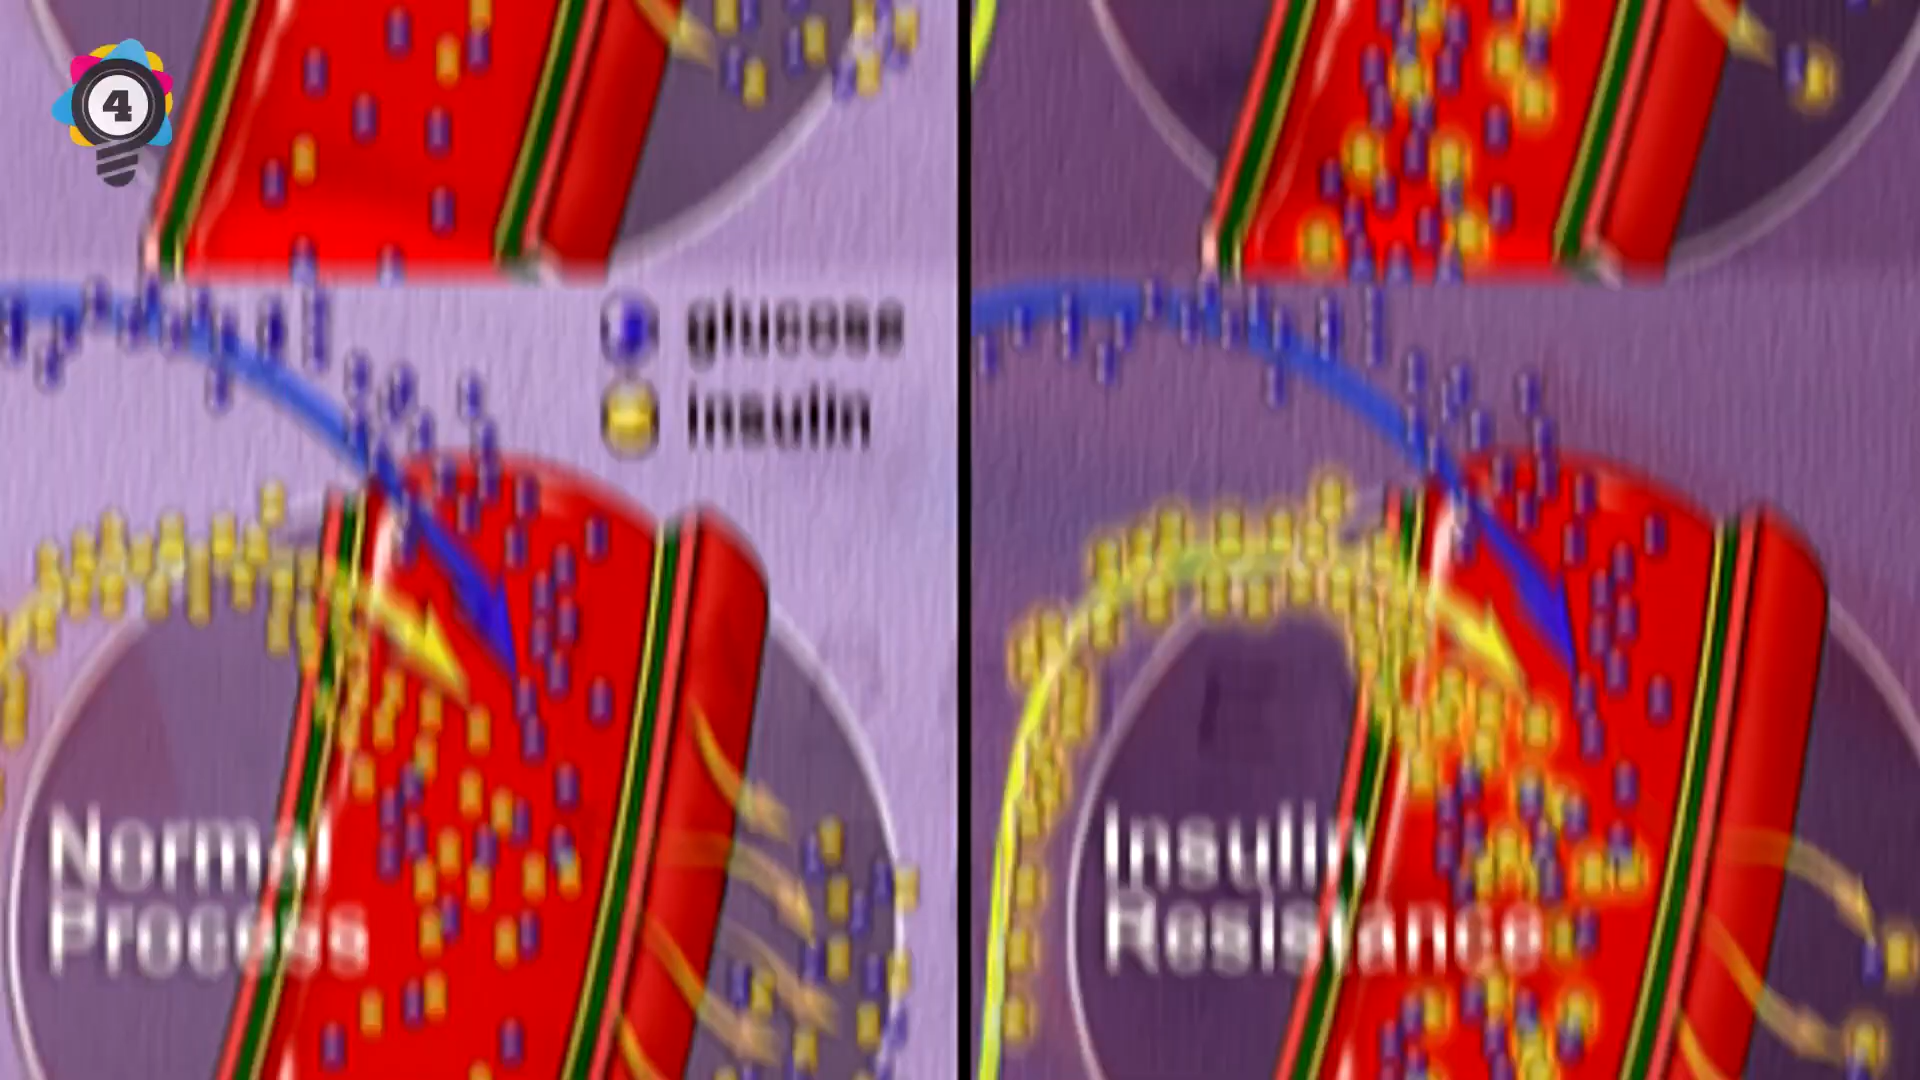 4
glucose
insulin
Normal
Process
Insulin
Resistance